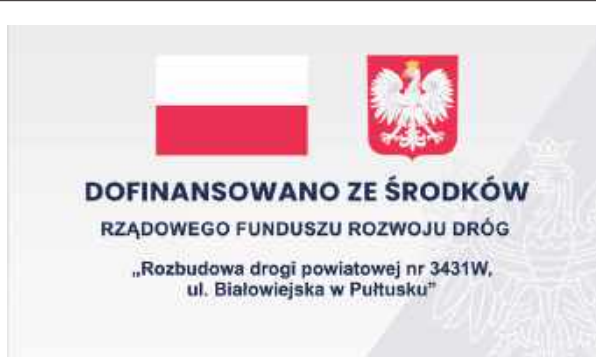 DOFINANSOWANO ZE ŚRODKÓW
RZĄDOWEGO FUNDUSZU ROZWOJU DRÓG
„Rozbudowa drogi powiatowej nr 3431W,
ul. Białowiejska w Pułtusku”